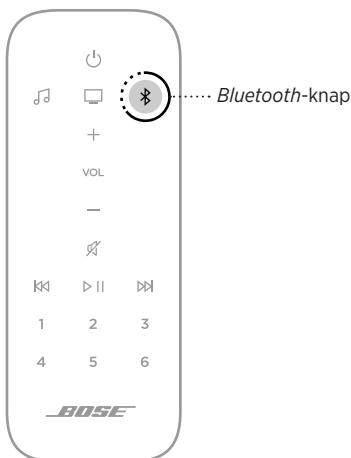 Bluetooth-knap
+
VOL
—
1 2 3
4 5 6
BOSE